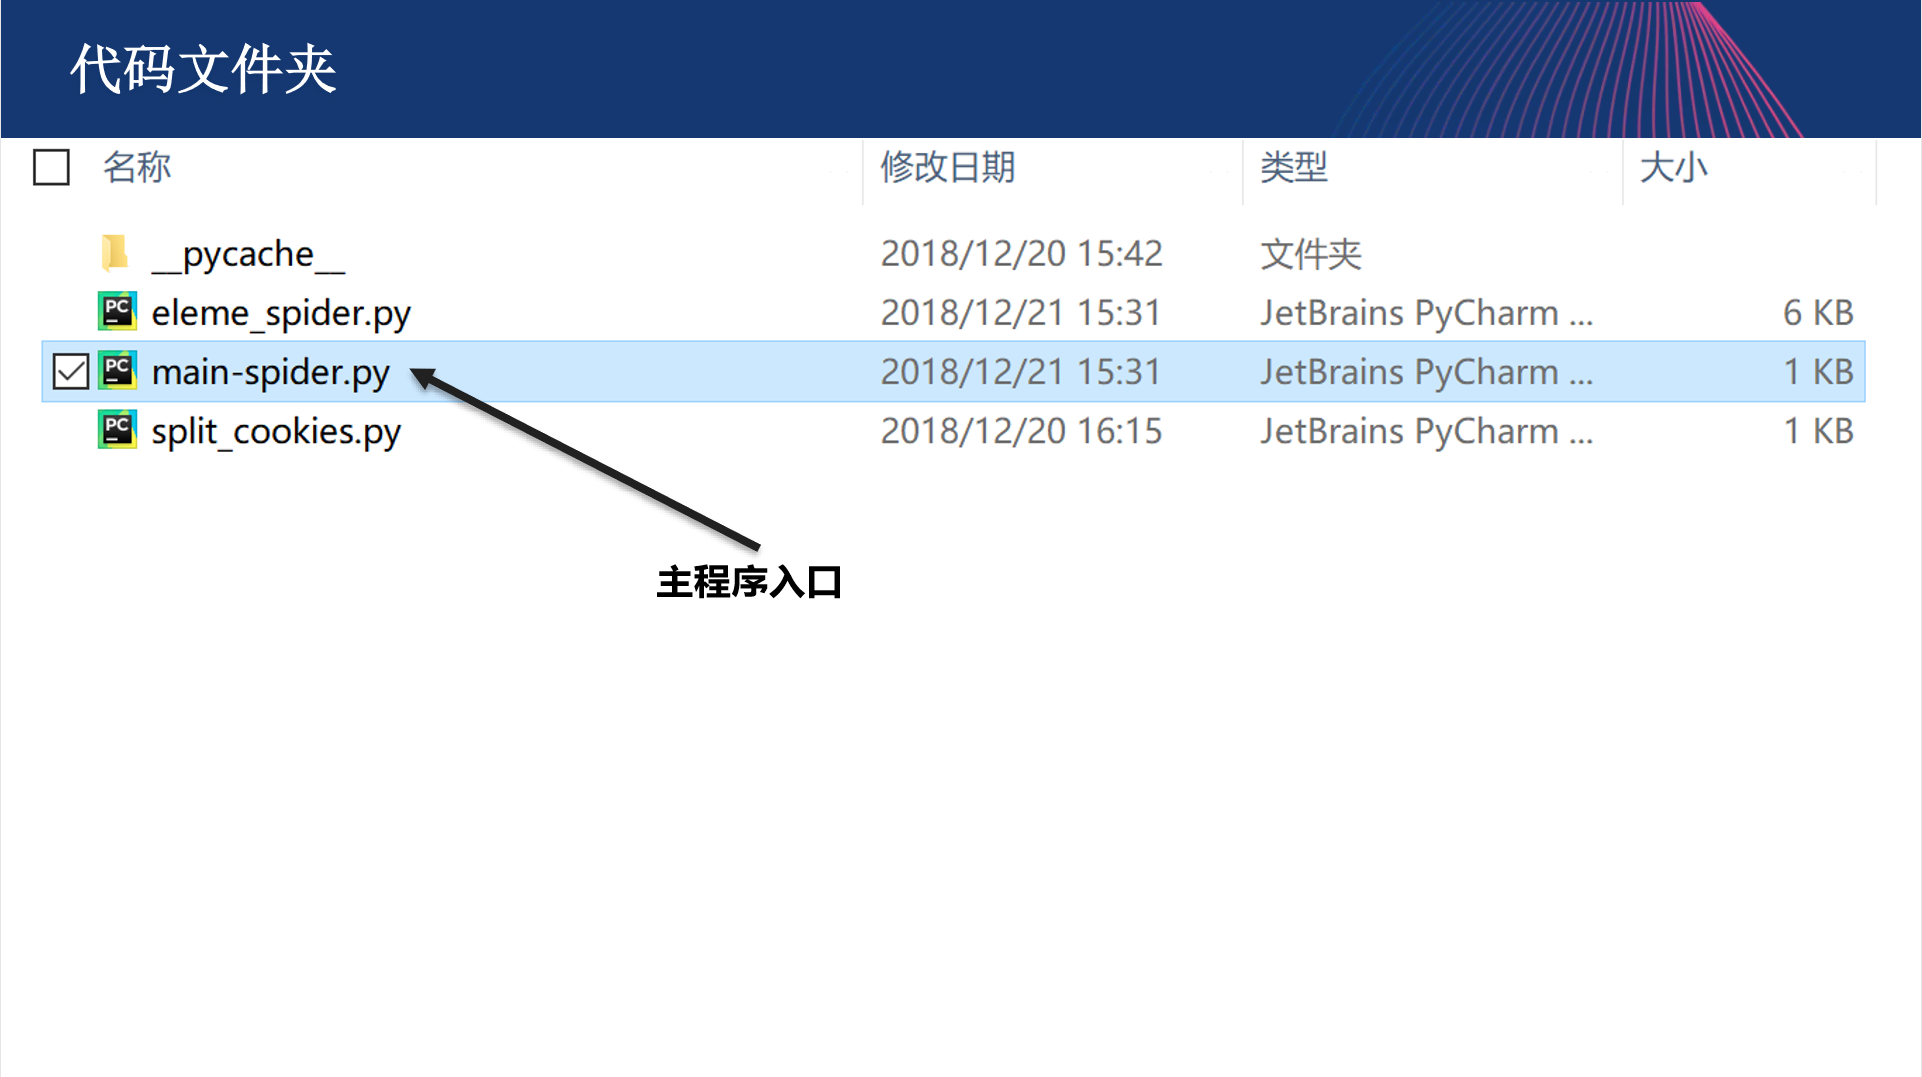 代码文件夹
名称 修改日期 类型 大小
__pycache__ 2018/12/20 15:42 文件夹
PC eleme_spider.py 2018/12/21 15:31 JetBrains PyCharm ... 6 KB
PC main-spider.py 2018/12/21 15:31 JetBrains PyCharm ... 1 KB
PC split_cookies.py 2018/12/20 16:15 JetBrains PyCharm ... 1 KB
主程序入口